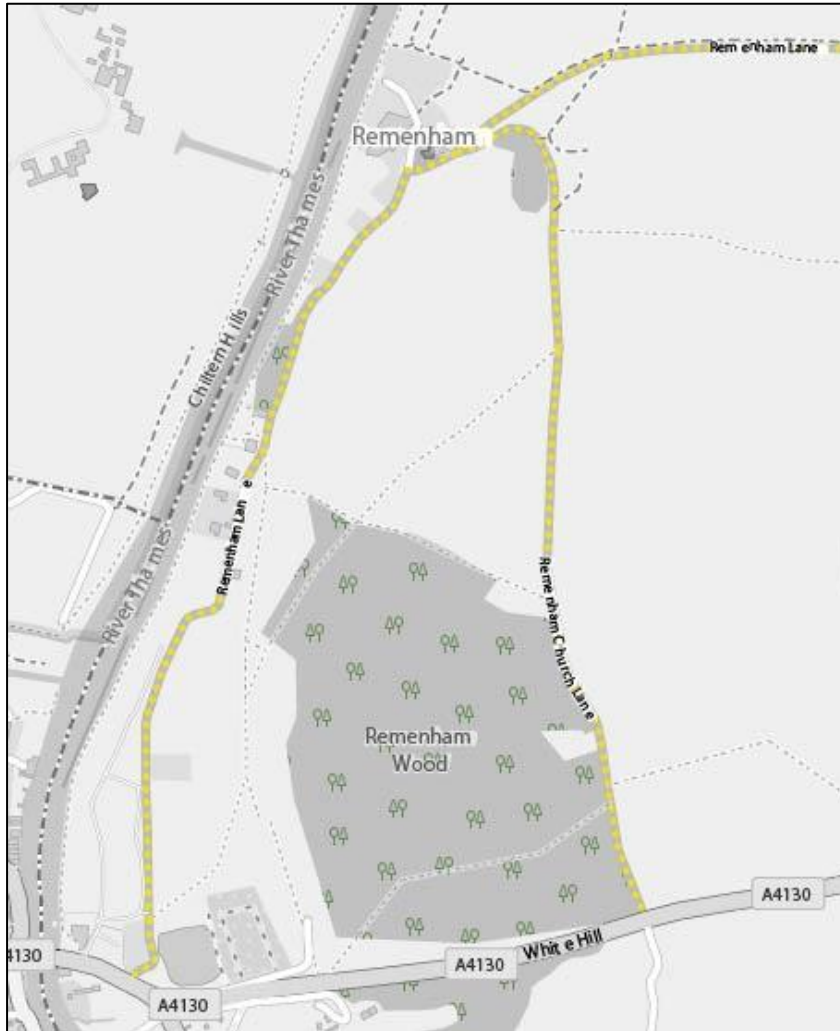 Remenham Lane
Remenham
River Thames
Chiltern Hills
Remenham Lane
River Thames
Remenham Church Lane
Remenham
Wood
A4130
White Hill
4130
A4130
A4130